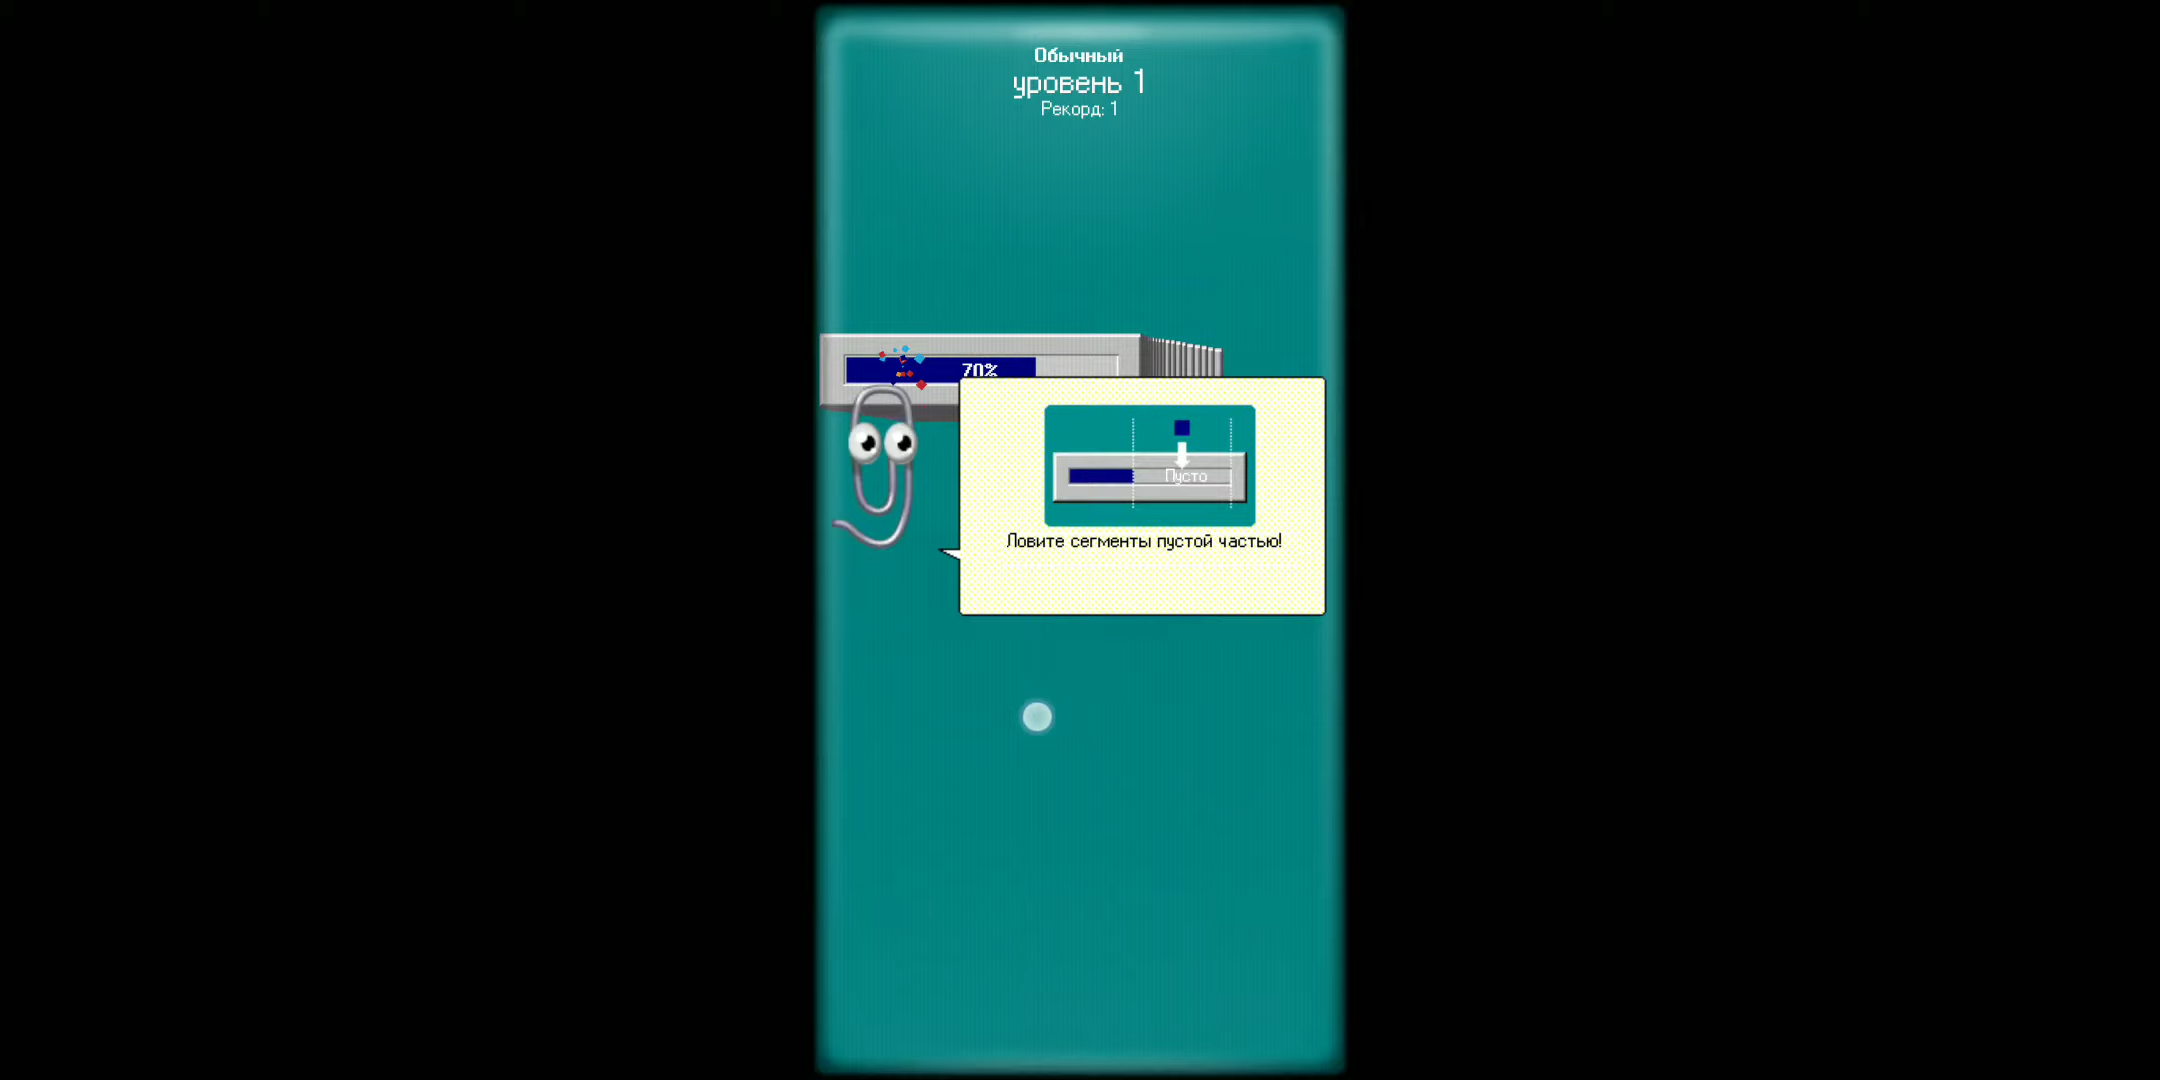 Обычный
уровень 1
Рекорд: 1
70%
Пусто
Ловите сегменты пустой частью!